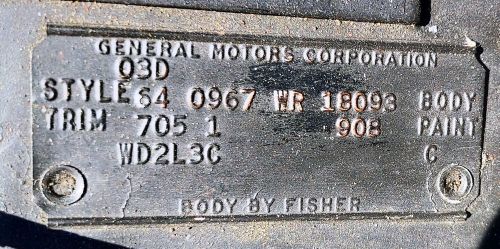 GENERAL MOTORS CORPORATION
03D
STYLE 64 0967 WR 18093 BODY
TRIM 705 1 908 PAINT
WD2L3C C
BODY BY FISHER